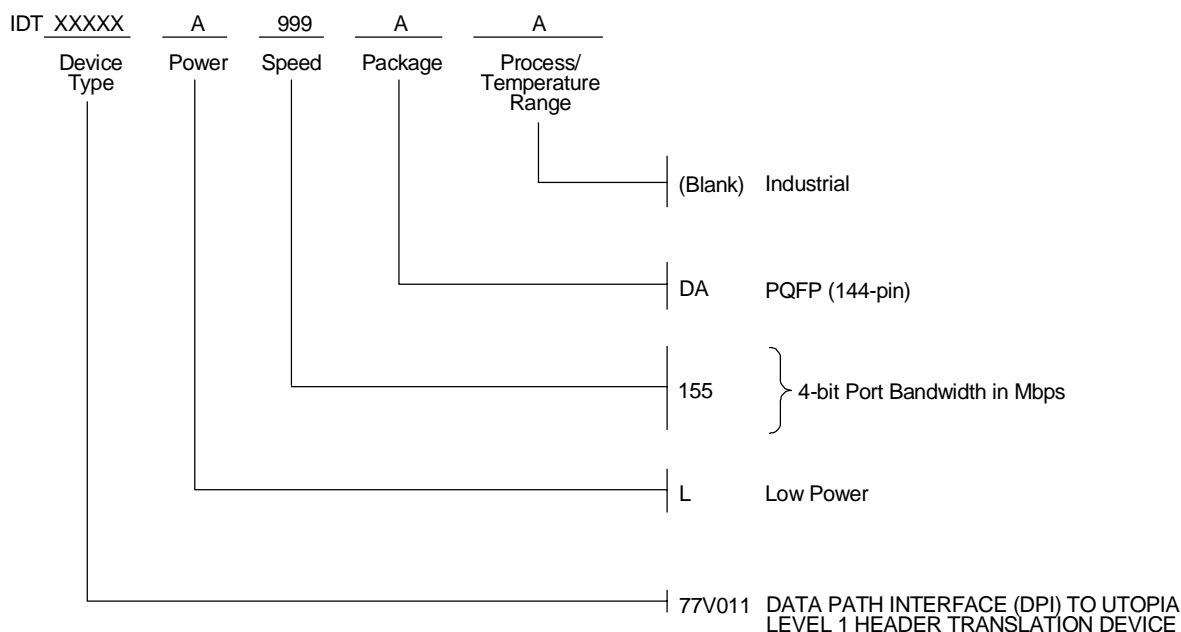 IDT XXXXX A 999 A A
Device Type Power Speed Package Process/ Temperature Range
(Blank) Industrial
DA PQFP (144-pin)
155 4-bit Port Bandwidth in Mbps
L Low Power
77V011 DATA PATH INTERFACE (DPI) TO UTOPIA
LEVEL 1 HEADER TRANSLATION DEVICE